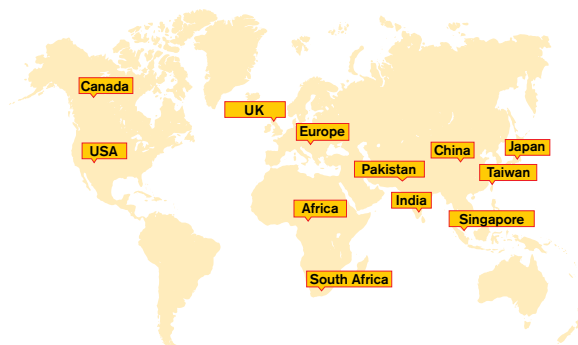 Canada
UK
Europe
USA
China
Japan
Pakistan
Taiwan
India
Africa
Singapore
South Africa